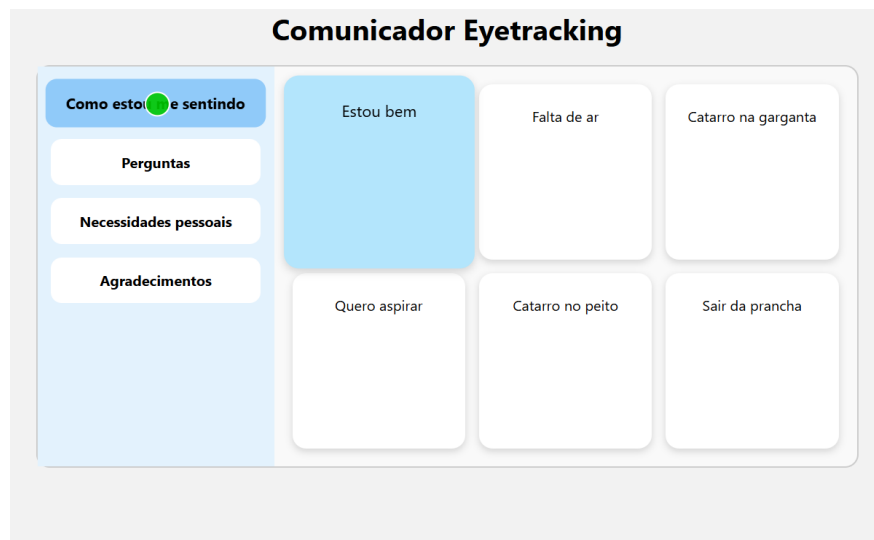 Comunicador Eyetracking
Como estou me sentindo
Perguntas
Necessidades pessoais
Agradecimentos
Estou bem
Falta de ar
Catarro na garganta
Quero aspirar
Catarro no peito
Sair da prancha